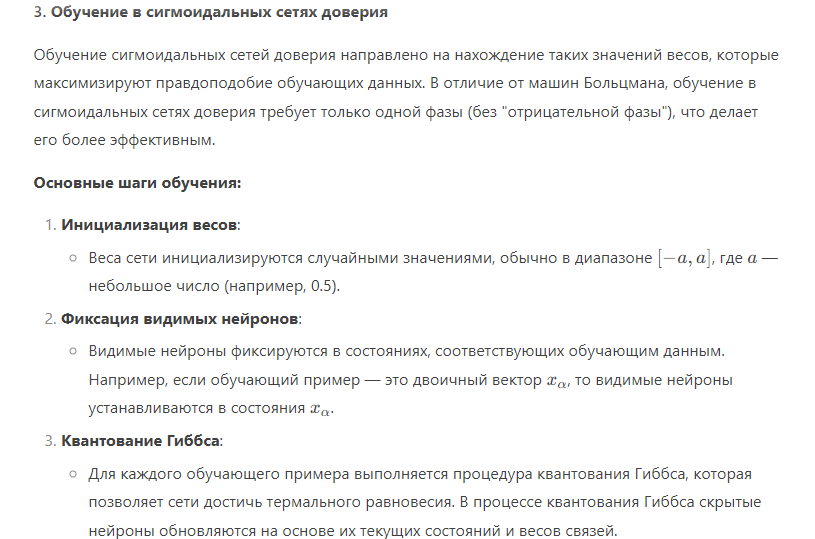 3. Обучение в сигмоидальных сетях доверия
Обучение сигмоидальных сетей доверия направлено на нахождение таких значений весов, которые
максимизируют правдоподобие обучающих данных. В отличие от машин Больцмана, обучение в
сигмоидальных сетях доверия требует только одной фазы (без "отрицательной фазы"), что делает
его более эффективным.
Основные шаги обучения:
1. Инициализация весов:
○ Веса сети инициализируются случайными значениями, обычно в диапазоне [−a, a], где a —
небольшое число (например, 0.5).
2. Фиксация видимых нейронов:
○ Видимые нейроны фиксируются в состояниях, соответствующих обучающим данным.
Например, если обучающий пример — это двоичный вектор xα, то видимые нейроны
устанавливаются в состояния xα.
3. Квантование Гиббса:
○ Для каждого обучающего примера выполняется процедура квантования Гиббса, которая
позволяет сети достичь термального равновесия. В процессе квантования Гиббса скрытые
нейроны обновляются на основе их текущих состояний и весов связей.